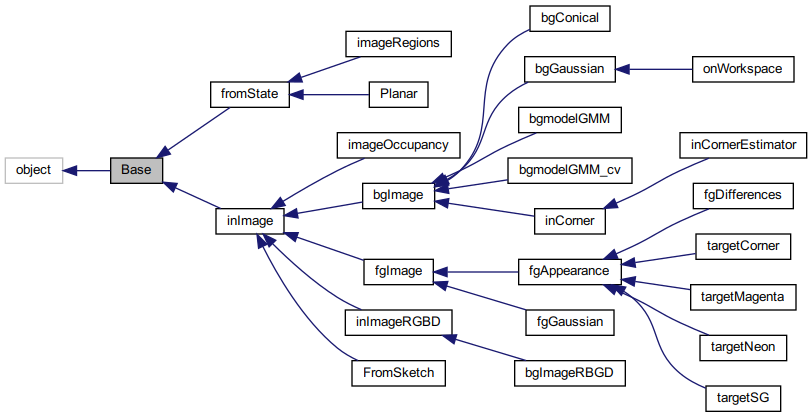 object
Base
fromState
imageRegions
Planar
inImage
imageOccupancy
bgImage
bgConical
bgGaussian
onWorkspace
bgmodelGMM
bgmodelGMM_cv
inCorner
inCornerEstimator
fgImage
fgAppearance
fgDifferences
targetCorner
targetMagenta
targetNeon
targetSG
fgGaussian
inImageRGBD
bgImageRBGD
FromSketch